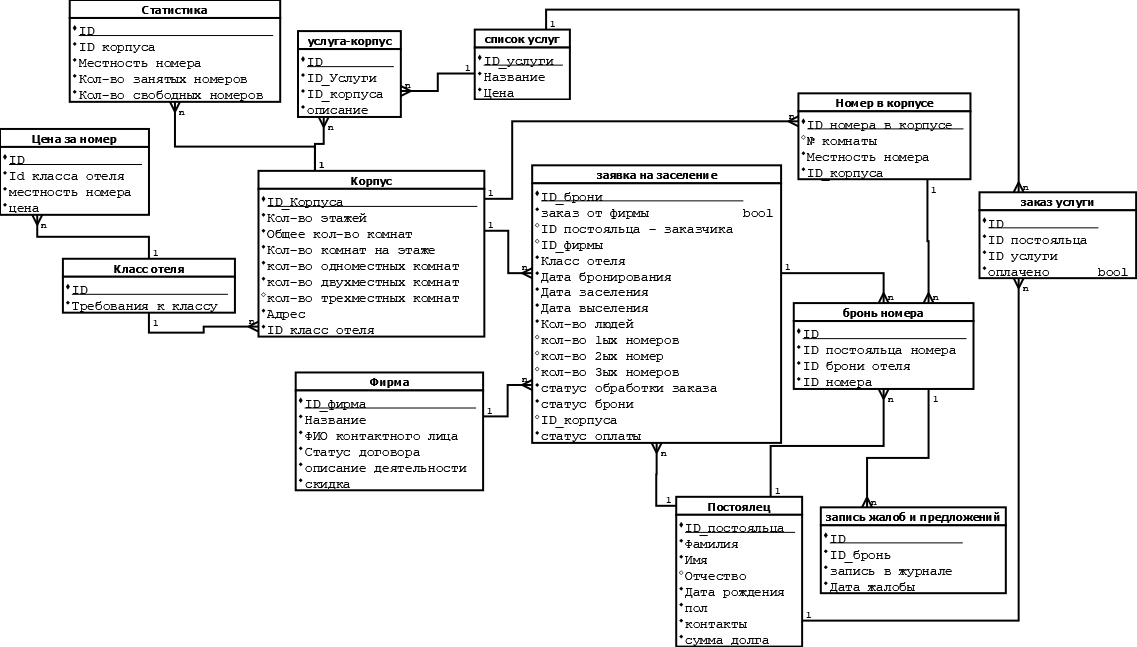 Статистика
ID
ID корпуса
Местность номера
Кол-во занятых номеров
Кол-во свободных номеров
n
услуга-корпус
ID
ID_Услуги
ID_корпуса
описание
n
n
1
список услуг
ID_услуги
Название
Цена
1
1
Цена за номер
ID
Id класса отеля
местность номера
цена
n
1
Класс отеля
ID
Требования к классу
1
n
Корпус
ID_Корпуса
Кол-во этажей
Общее кол-во комнат
Кол-во комнат на этаже
кол-во одноместных комнат
кол-во двухместных комнат
кол-во трехместных комнат
Адрес
ID класс отеля
1
1
заявка на заселение
ID_брони
заказ от фирмы bool
ID постояльца - заказчика
ID_фирмы
Класс отеля
Дата бронирования
Дата заселения
Дата выселения
Кол-во людей
кол-во 1ых номеров
кол-во 2ых номер
кол-во 3ых номеров
статус обработки заказа
статус брони
ID_корпуса
статус оплаты
n
n
n
1
Номер в корпусе
ID номера в корпусе
№ комнаты
Местность номера
ID_корпуса
n
1
заказ услуги
ID
ID постояльца
ID услуги
оплачено bool
n
n
бронь номера
ID
ID постояльца номера
ID брони отеля
ID номера
n
n
n
1
Фирма
ID_фирма
Название
ФИО контактного лица
Статус договора
описание деятельности
скидка
1
Постоялец
ID_постояльца
Фамилия
Имя
Отчество
Дата рождения
пол
контакты
сумма долга
1
1
1
запись жалоб и предложений
ID
ID_бронь
запись в журнале
Дата жалобы
n